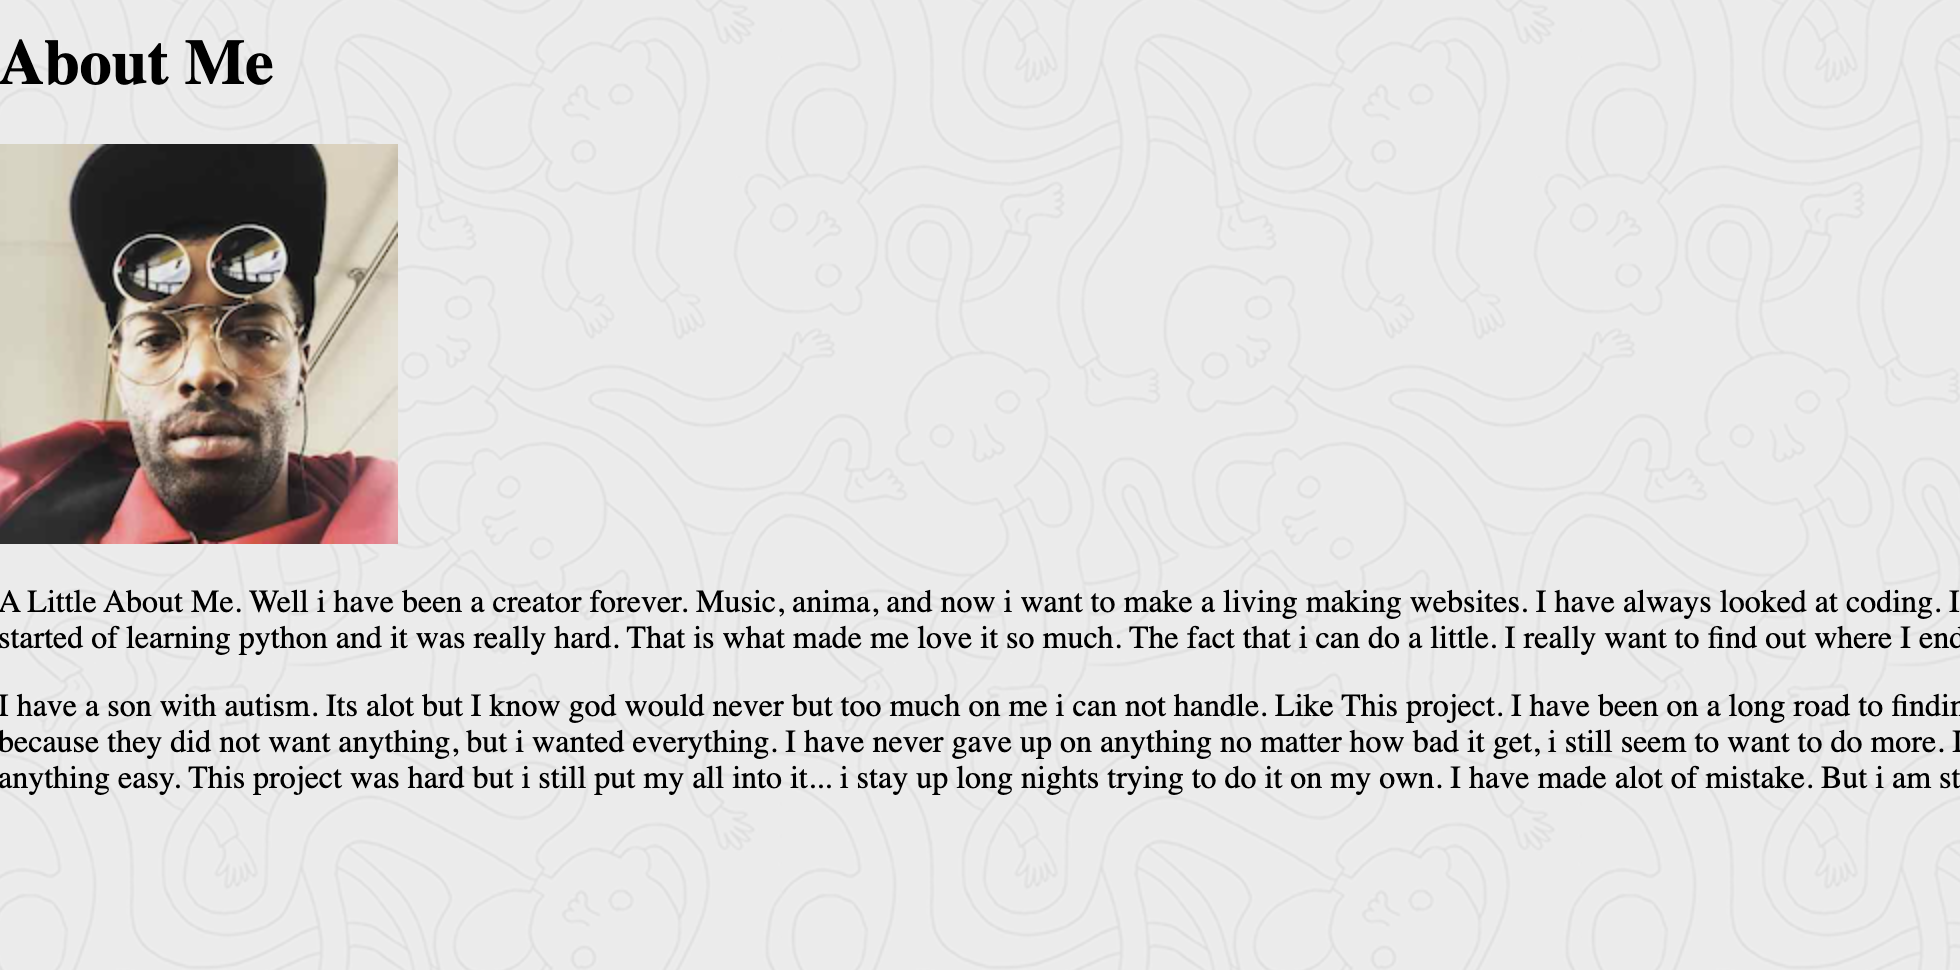 About Me
A Little About Me. Well i have been a creator forever. Music, anima, and now i want to make a living making websites. I have always looked at coding. I
started of learning python and it was really hard. That is what made me love it so much. The fact that i can do a little. I really want to find out where I end
I have a son with autism. Its alot but I know god would never but too much on me i can not handle. Like This project. I have been on a long road to findin
because they did not want anything, but i wanted everything. I have never gave up on anything no matter how bad it get, i still seem to want to do more. I
anything easy. This project was hard but i still put my all into it... i stay up long nights trying to do it on my own. I have made alot of mistake. But i am st